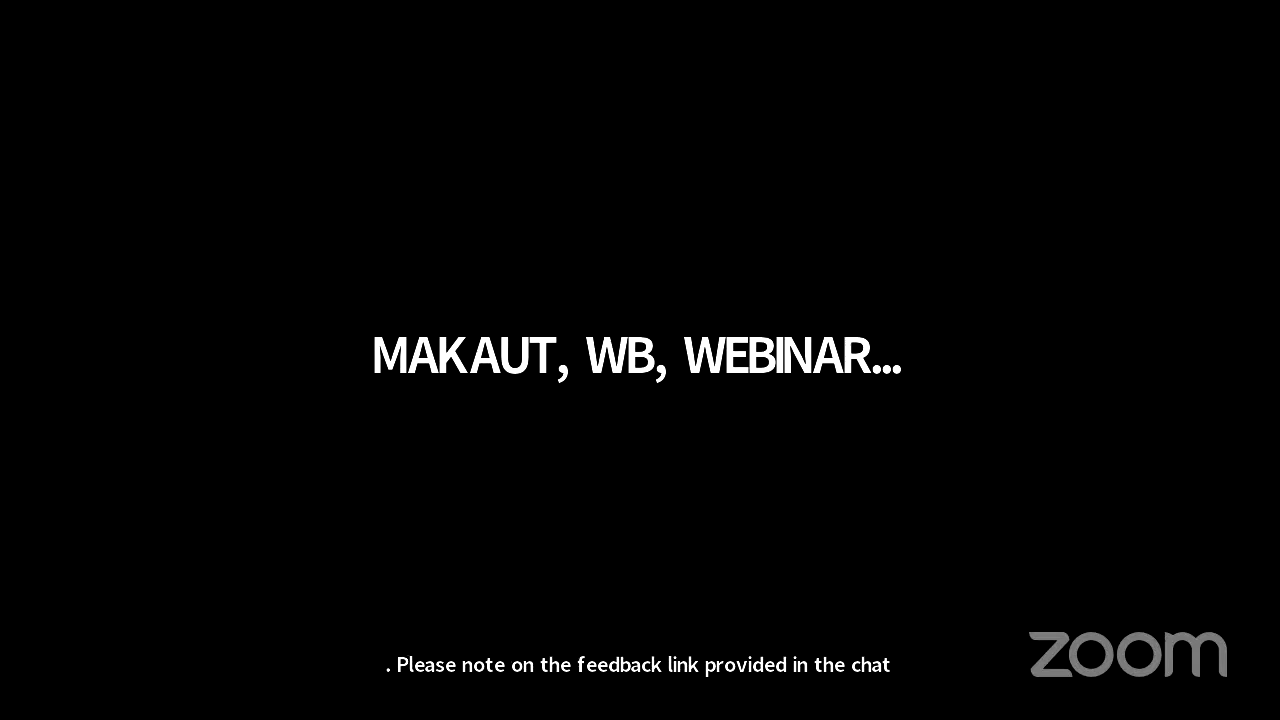 MAKAUT, WB, WEBINAR...
. Please note on the feedback link provided in the chat
zoom